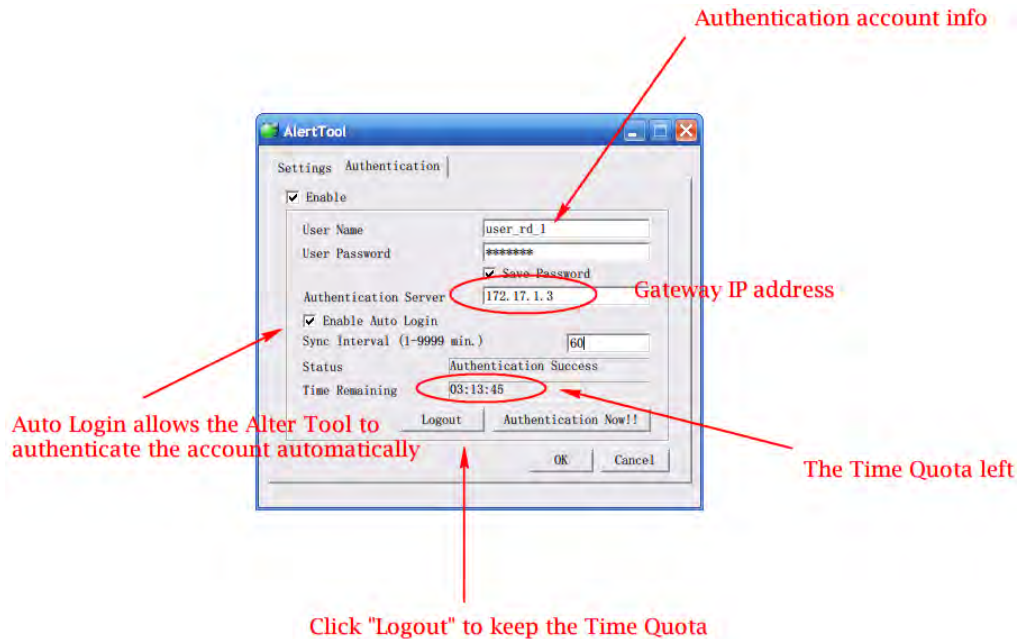 Authentication account info
AlertTool
Settings Authentication
Enable
User Name user_rd_1
User Password *******
Save Password
Authentication Server 172.17.1.3 Gateway IP address
Enable Auto Login
Sync Interval (1-9999 min.) 60
Status Authentication Success
Time Remaining 03:13:45
Logout Authentication Now!!
Auto Login allows the Alter Tool to
authenticate the account automatically
OK Cancel
The Time Quota left
Click "Logout" to keep the Time Quota